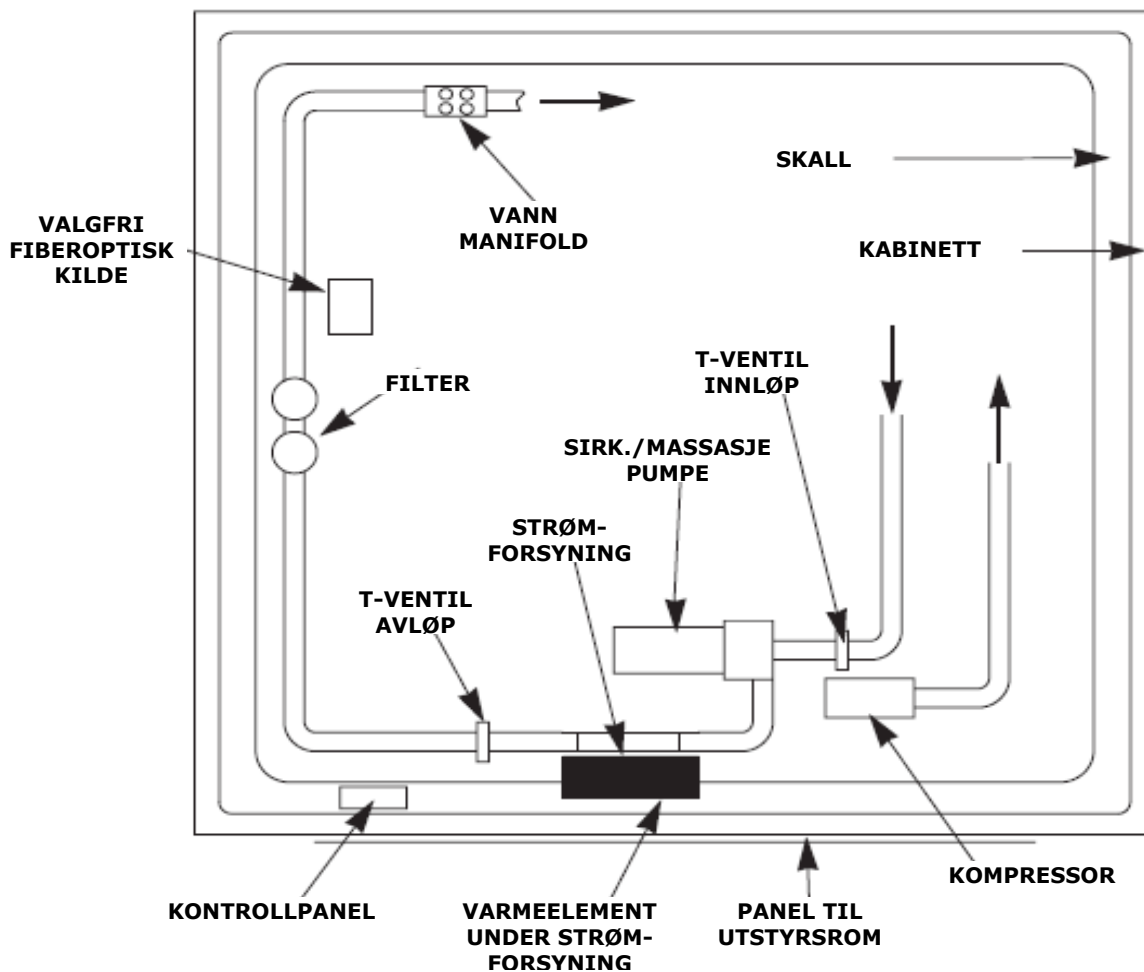 SKALL
VANN
MANIFOLD
VALGFRI
FIBEROPTISK
KILDE
KABINETT
T-VENTIL
INNLØP
FILTER
SIRK./MASSASJE
PUMPE
STRØM-
FORSYNING
T-VENTIL
AVLØP
KOMPRESSOR
KONTROLLPANEL
VARMEELEMENT
UNDER STRØM-
FORSYNING
PANEL TIL
UTSTYRSROM